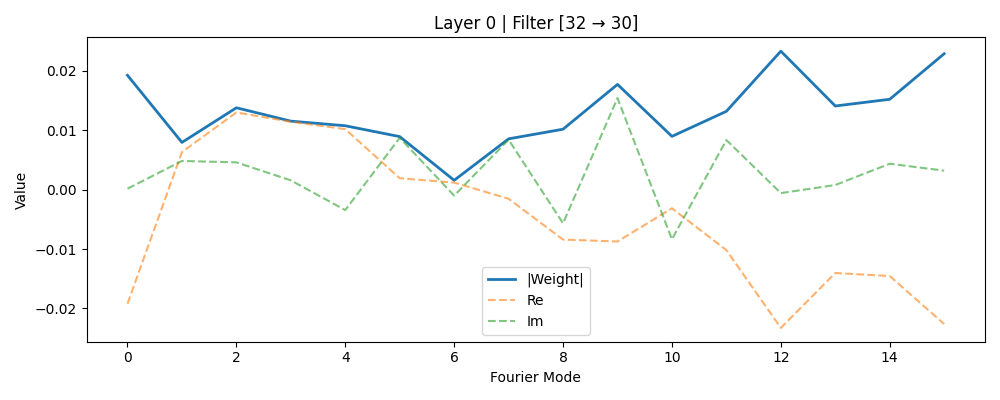 Layer 0 | Filter [32 → 30]
Value
0.02
0.01
0.00
−0.01
−0.02
|Weight|
Re
Im
0 2 4 6 8 10 12 14
Fourier Mode